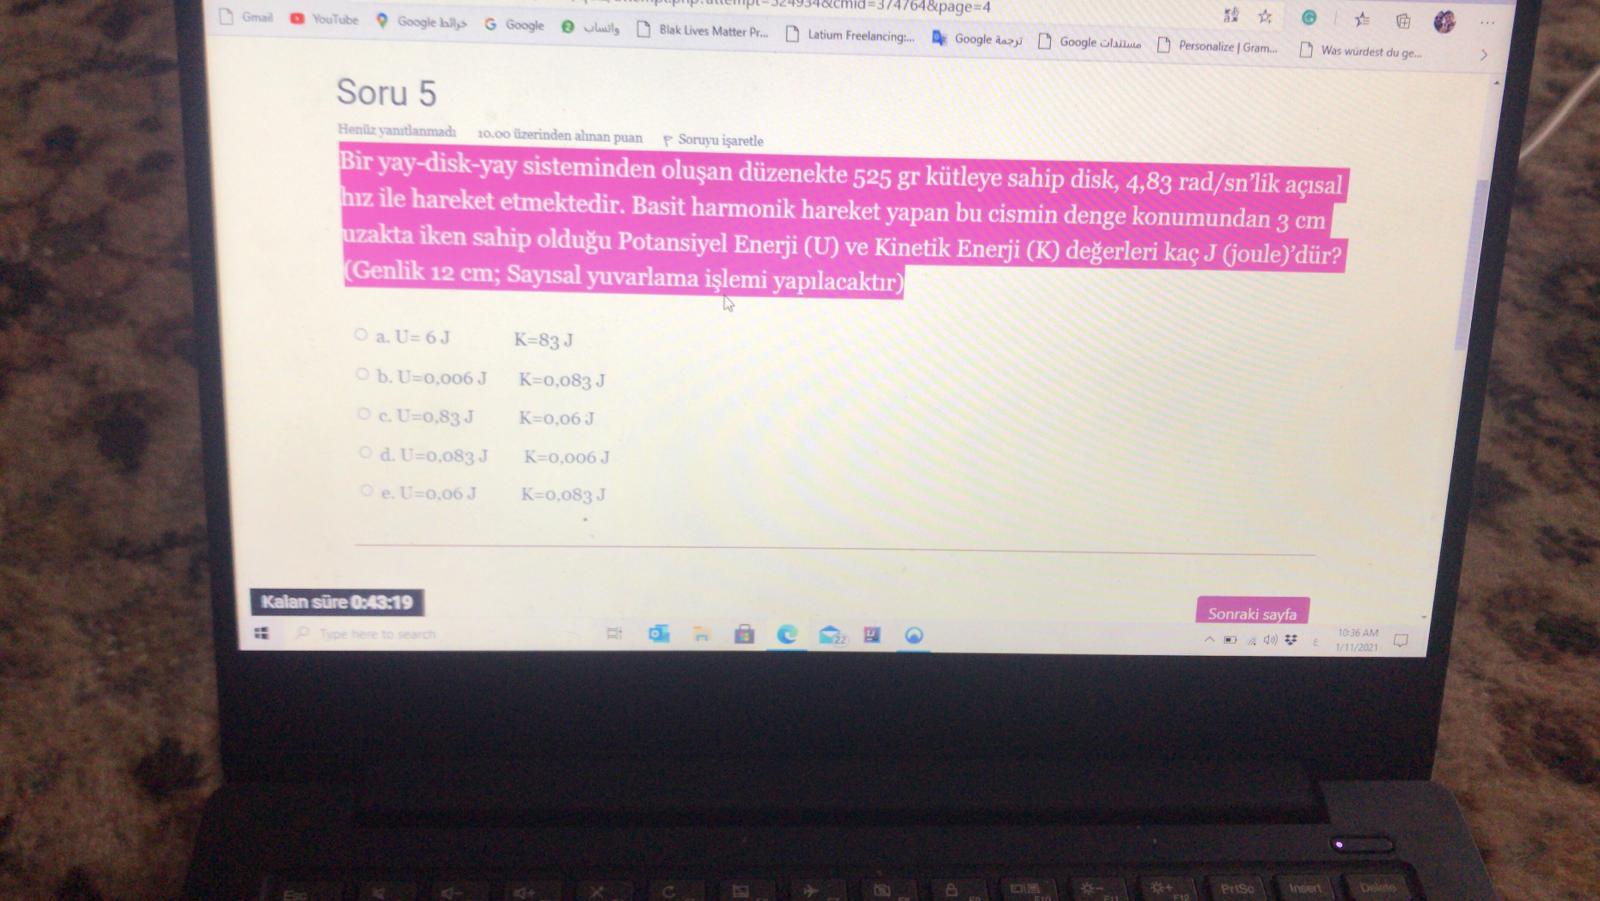 324934&cmid=374764&page=4
Gmail YouTube Google خرائط Google واتساب Blak Lives Matter Pr... Latium Freelancing:... Google ترجمة Google مستندات Personalize | Gram... Was würdest du ge...
Soru 5
Henüz yanıtlanmadı 10.00 üzerinden alınan puan Soruyu işaretle
Bir yay-disk-yay sisteminden oluşan düzenekte 525 gr kütleye sahip disk, 4,83 rad/sn'lik açısal
hız ile hareket etmektedir. Basit harmonik hareket yapan bu cismin denge konumundan 3 cm
uzakta iken sahip olduğu Potansiyel Enerji (U) ve Kinetik Enerji (K) değerleri kaç J (joule)'dür?
(Genlik 12 cm; Sayısal yuvarlama işlemi yapılacaktır)
a. U= 6 J K=83 J
b. U=0,006 J K=0,083 J
c. U=0,83 J K=0,06 J
d. U=0,083 J K=0,006 J
e. U=0,06 J K=0,083 J
Kalan süre 0:43:19
Sonraki sayfa
Type here to search
22
10:36 AM
1/11/2021
PrtSc Insert Delete